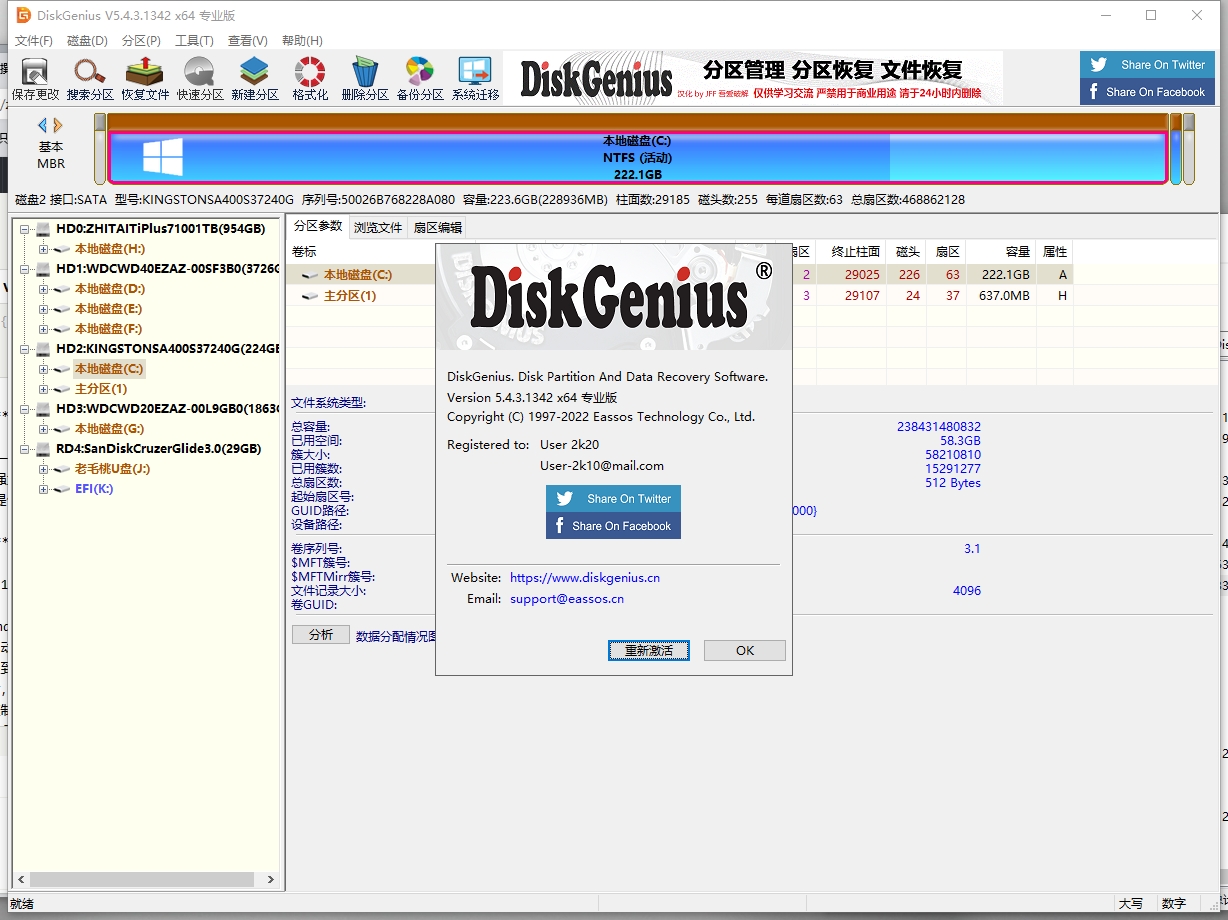 DiskGenius V5.4.3.1342 x64 专业版
文件(F) 磁盘(D) 分区(P) 工具(T) 查看(V) 帮助(H)
保存更改 搜索分区 恢复文件 快速分区 新建分区 格式化 删除分区 备份分区 系统迁移
DiskGenius 分区管理 分区恢复 文件恢复
汉化 by JFF 吾爱破解 仅供学习交流 严禁用于商业用途 请于24小时内删除
Share On Twitter
Share On Facebook
基本
MBR
本地磁盘(C:)
NTFS (活动)
222.1GB
磁盘2 接口:SATA 型号:KINGSTONSA400S37240G 序列号:50026B768228A080 容量:223.6GB(228936MB) 柱面数:29185 磁头数:255 每道扇区数:63 总扇区数:468862128
HD0:ZHITAITiPlus71001TB(954GB)
本地磁盘(H:)
HD1:WDCWD40EZAZ-00SF3B0(3726G
本地磁盘(D:)
本地磁盘(E:)
本地磁盘(F:)
HD2:KINGSTONSA400S37240G(224GB
本地磁盘(C:)
主分区(1)
HD3:WDCWD20EZAZ-00L9GB0(1863G
本地磁盘(G:)
RD4:SanDiskCruzerGlide3.0(29GB)
老毛桃U盘(J:)
EFI(K:)
分区参数 浏览文件 扇区编辑
卷标 扇区 终止柱面 磁头 扇区 容量 属性
本地磁盘(C:) 2 29025 226 63 222.1GB A
主分区(1) 3 29107 24 37 637.0MB H
文件系统类型:
总容量: 238431480832
已用空间: 58.3GB
簇大小: 58210810
已用簇数: 15291277
总扇区数: 512 Bytes
起始扇区号:
GUID路径: 000}
设备路径:
卷序列号: 3.1
$MFT簇号:
$MFTMirr簇号:
文件记录大小: 4096
卷GUID:
分析 数据分配情况图
DiskGenius®
DiskGenius. Disk Partition And Data Recovery Software.
Version 5.4.3.1342 x64 专业版
Copyright (C) 1997-2022 Eassos Technology Co., Ltd.
Registered to: User 2k20
User-2k10@mail.com
Share On Twitter
Share On Facebook
Website: https://www.diskgenius.cn
Email: support@eassos.cn
重新激活 OK
就绪 大写 数字